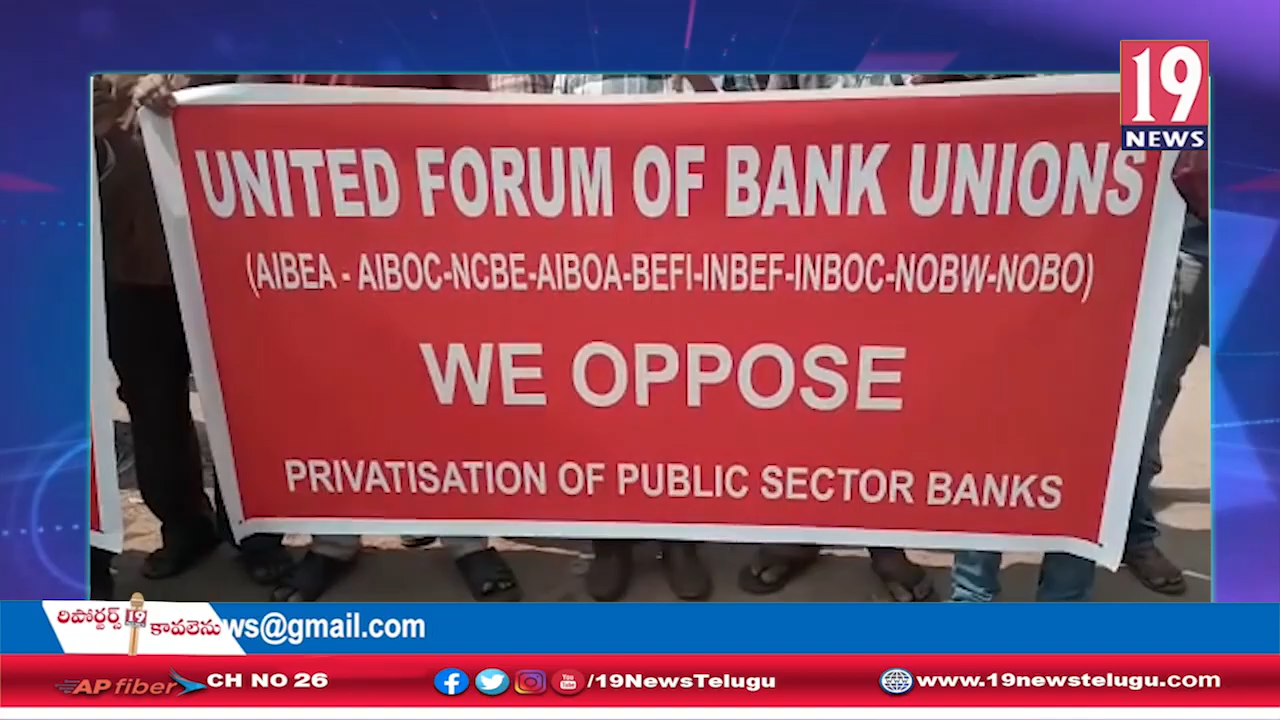 19
NEWS
UNITED FORUM OF BANK UNIONS
(AIBEA - AIBOC-NCBE-AIBOA-BEFI-INBEF-INBOC-NOBW-NOBO)
WE OPPOSE
PRIVATISATION OF PUBLIC SECTOR BANKS
రిపోర్టర్స్ 19
కావలెను
ws@gmail.com
AP fiber CH NO 26
/19NewsTelugu
www.19newstelugu.com